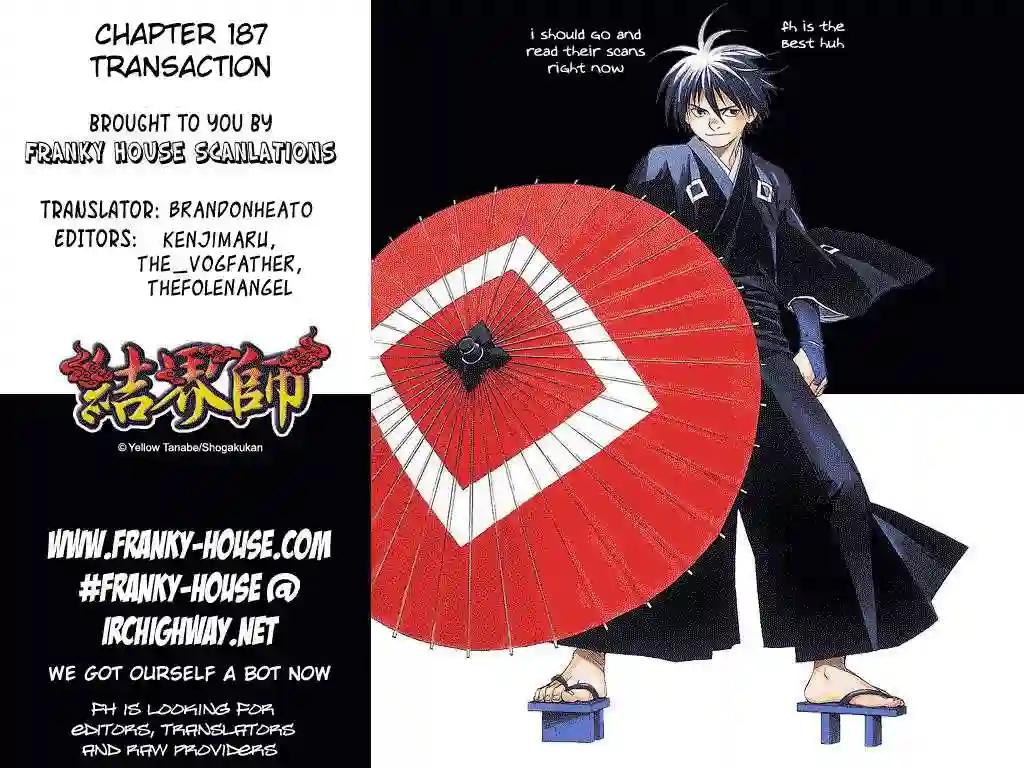 CHAPTER 187
TRANSACTION
BROUGHT TO YOU BY
FRANKY HOUSE SCANLATIONS
TRANSLATOR: BRANDONHEATO
EDITORS: KENJIMARU,
THE_VOGFATHER,
THEFOLENANGEL
結界師
© Yellow Tanabe/Shogakukan
WWW.FRANKY-HOUSE.COM
#FRANKY-HOUSE @
IRCHIGHWAY.NET
WE GOT OURSELF A BOT NOW
FH IS LOOKING FOR
EDITORS, TRANSLATORS
AND RAW PROVIDERS
i should go and
read their scans
right now
fh is the
best huh